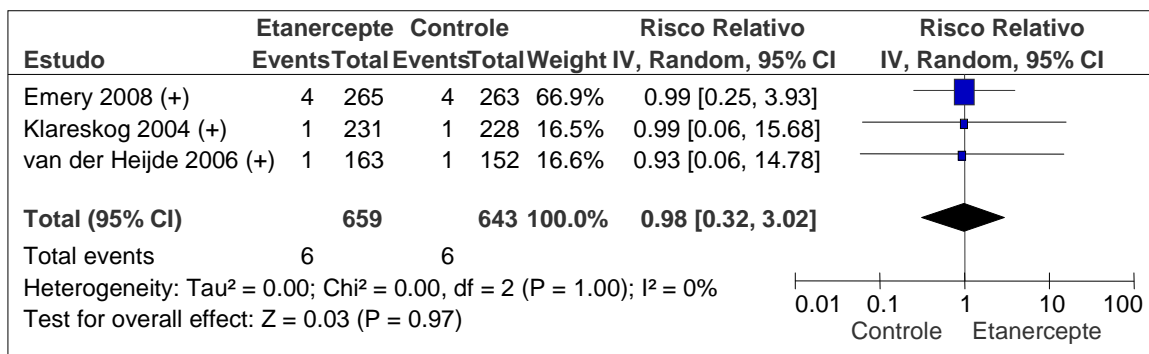 Etanercepte Controle Risco Relativo Risco Relativo
Estudo Events Total Events Total Weight IV, Random, 95% CI IV, Random, 95% CI
Emery 2008 (+) 4 265 4 263 66.9% 0.99 [0.25, 3.93]
Klareskog 2004 (+) 1 231 1 228 16.5% 0.99 [0.06, 15.68]
van der Heijde 2006 (+) 1 163 1 152 16.6% 0.93 [0.06, 14.78]
Total (95% CI) 659 643 100.0% 0.98 [0.32, 3.02]
Total events 6 6
Heterogeneity: Tau² = 0.00; Chi² = 0.00, df = 2 (P = 1.00); I² = 0%
Test for overall effect: Z = 0.03 (P = 0.97)
0.01 0.1 1 10 100
Controle Etanercepte